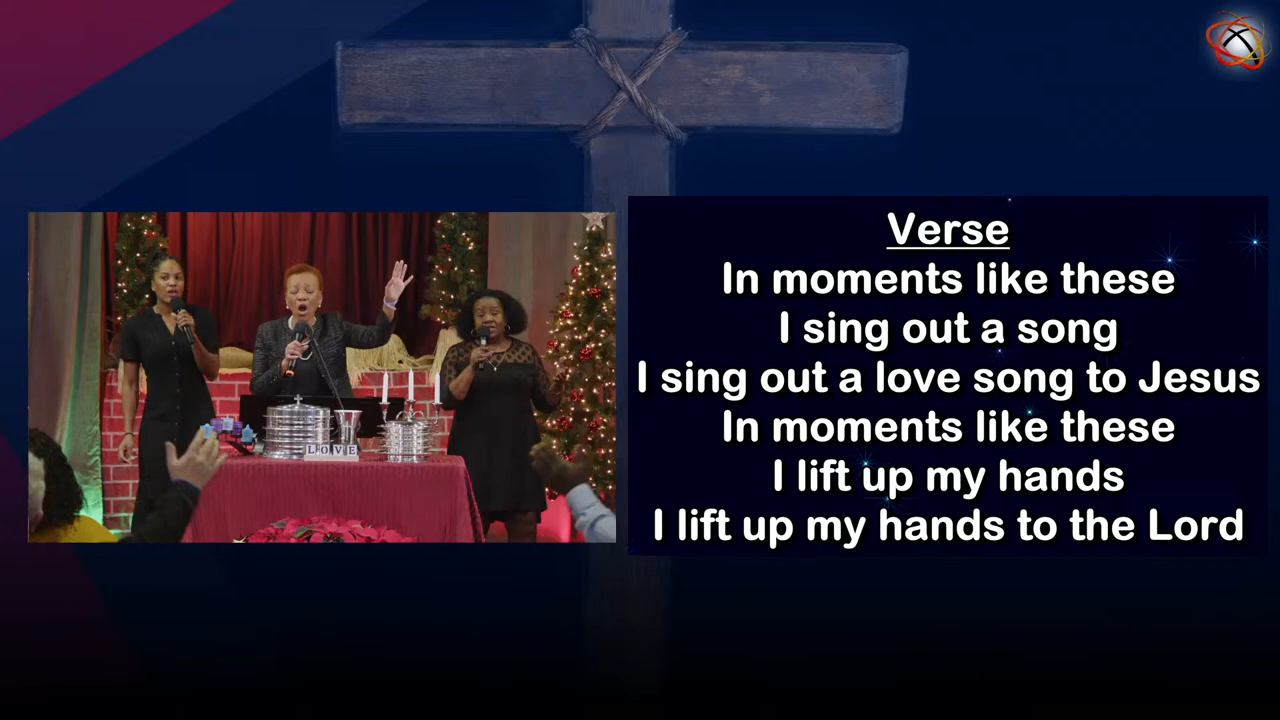 Verse
In moments like these
I sing out a song
I sing out a love song to Jesus
In moments like these
I lift up my hands
I lift up my hands to the Lord
LOVE